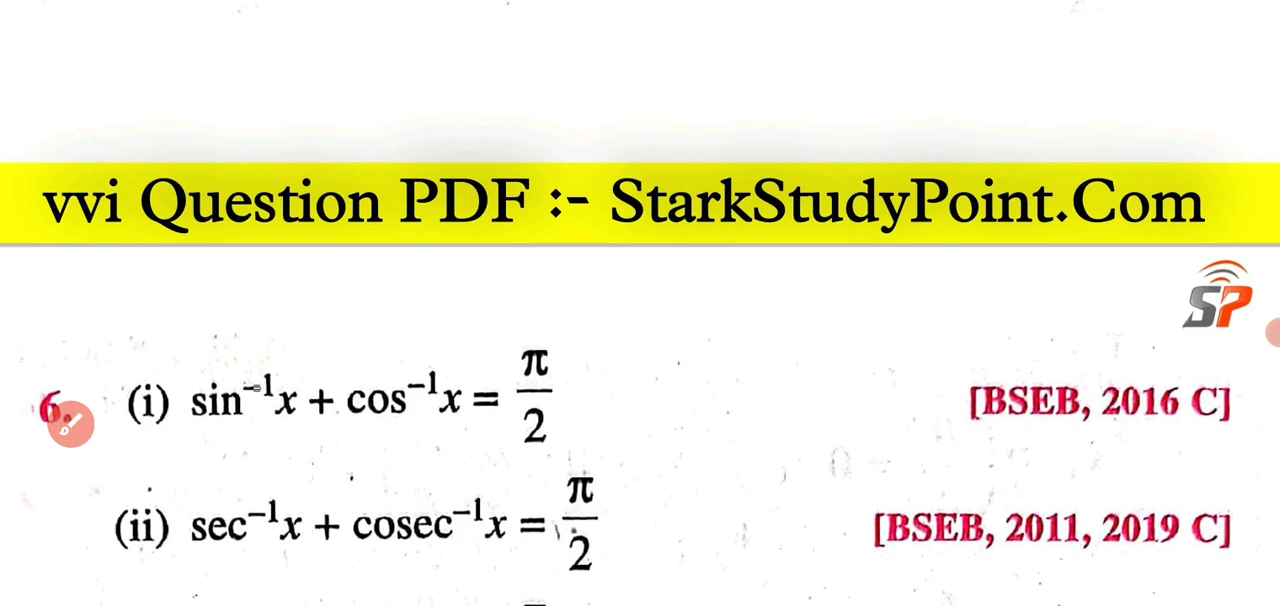 vvi Question PDF :- StarkStudyPoint.Com
SP
6. (i) sin⁻¹x + cos⁻¹x = π/2 [BSEB, 2016 C]
(ii) sec⁻¹x + cosec⁻¹x = π/2 [BSEB, 2011, 2019 C]